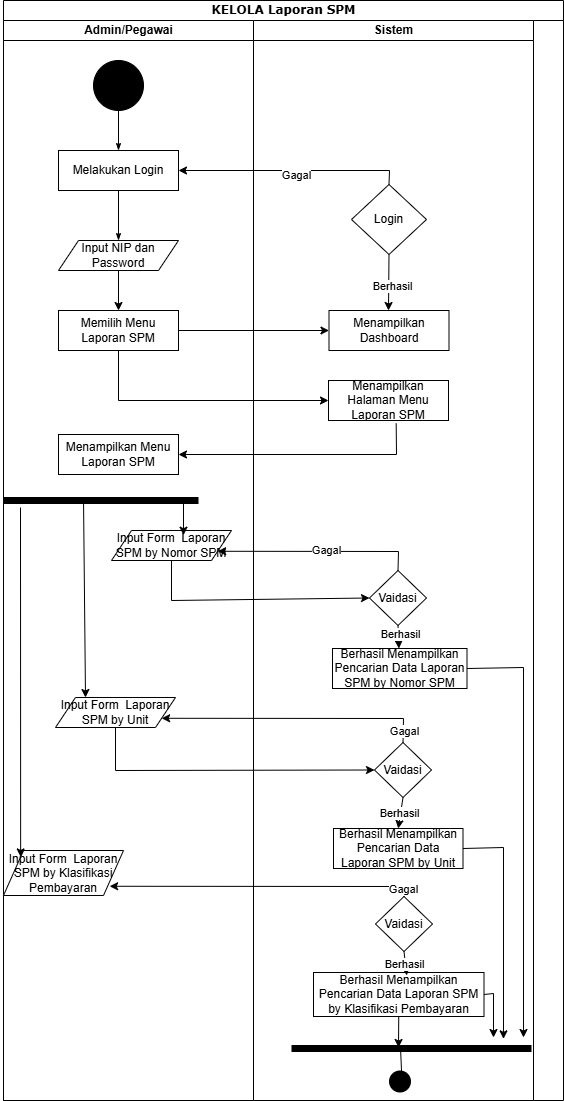 KELOLA Laporan SPM
Admin/Pegawai
Sistem
Melakukan Login
Gagal
Login
Input NIP dan
Password
Berhasil
Memilih Menu
Laporan SPM
Menampilkan
Dashboard
Menampilkan
Halaman Menu
Laporan SPM
Menampilkan Menu
Laporan SPM
Input Form Laporan
SPM by Nomor SPM
Gagal
Vaidasi
Berhasil
Berhasil Menampilkan
Pencarian Data Laporan
SPM by Nomor SPM
Input Form Laporan
SPM by Unit
Gagal
Vaidasi
Berhasil
Berhasil Menampilkan
Pencarian Data
Laporan SPM by Unit
Input Form Laporan
SPM by Klasifikasi
Pembayaran
Gagal
Vaidasi
Berhasil
Berhasil Menampilkan
Pencarian Data Laporan SPM
by Klasifikasi Pembayaran